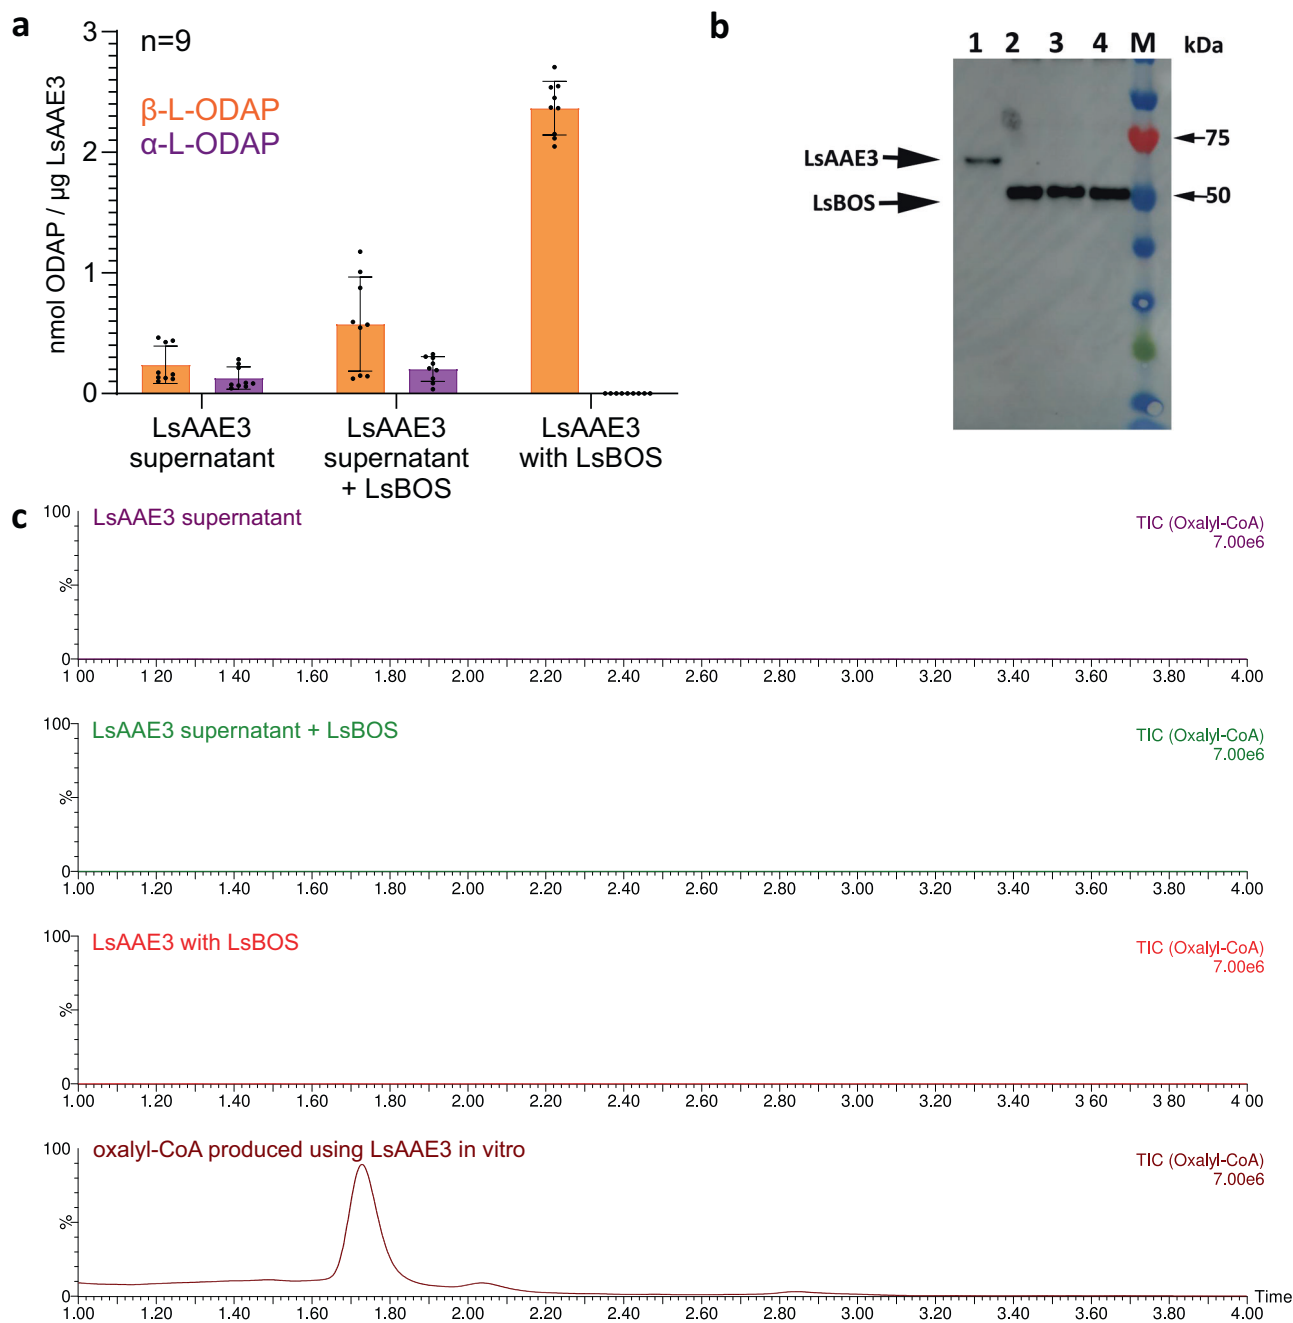 a
3
n=9
β-L-ODAP
α-L-ODAP
2
1
0
nmol ODAP / µg LsAAE3
LsAAE3
supernatant
LsAAE3
supernatant
+ LsBOS
LsAAE3
with LsBOS
b
1 2 3 4 M kDa
LsAAE3
LsBOS
75
50
c
LsAAE3 supernatant
TIC (Oxalyl-CoA)
7.00e6
100
%
0
1 00 1 20 1 40 1.60 1.80 2.00 2.20 2.40 2.60 2.80 3.00 3.20 3.40 3.60 3.80 4.00
LsAAE3 supernatant + LsBOS
TIC (Oxalyl-CoA)
7.00e6
100
%
0
1.00 1.20 1.40 1.60 1.80 2.00 2.20 2.40 2.60 2.80 3.00 3.20 3.40 3.60 3.80 4.00
LsAAE3 with LsBOS
TIC (Oxalyl-CoA)
7.00e6
100
%
0
1.00 1.20 1.40 1.60 1.80 2.00 2.20 2.40 2.60 2.80 3.00 3.20 3.40 3.60 3 80 4 00
oxalyl-CoA produced using LsAAE3 in vitro
TIC (Oxalyl-CoA)
7.00e6
100
%
0
1.00 1.20 1.40 1.60 1.80 2.00 2.20 2.40 2.60 2.80 3.00 3.20 3.40 3.60 3.80 4.00 Time